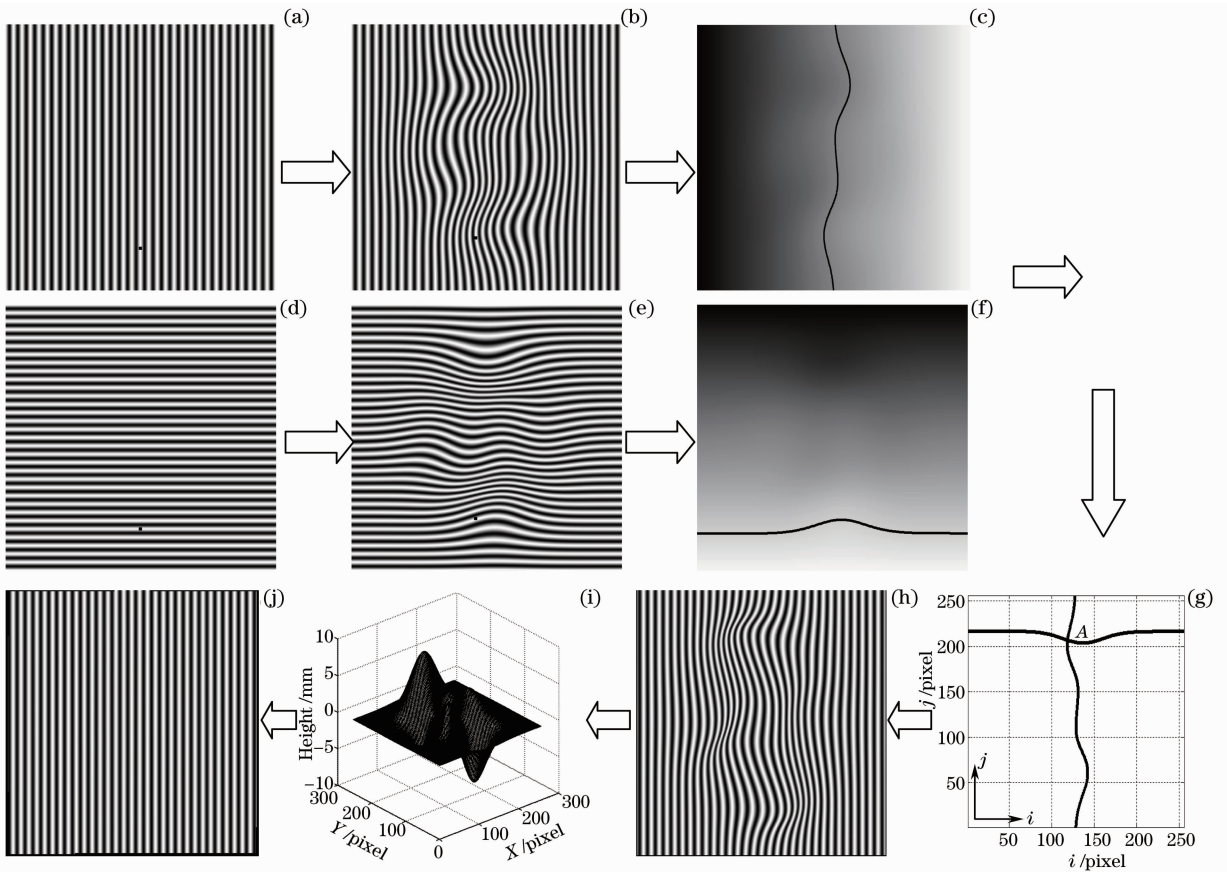 (a)
(b)
(c)
(d)
(e)
(f)
(j)
(i)
10
5
0
−5
−10
Height /mm
300
200
100
0
Y /pixel
100
200
300
X /pixel
(h)
(g)
250
200
150
100
50
j /pixel
A
j
i
50
100
150
200
250
i /pixel